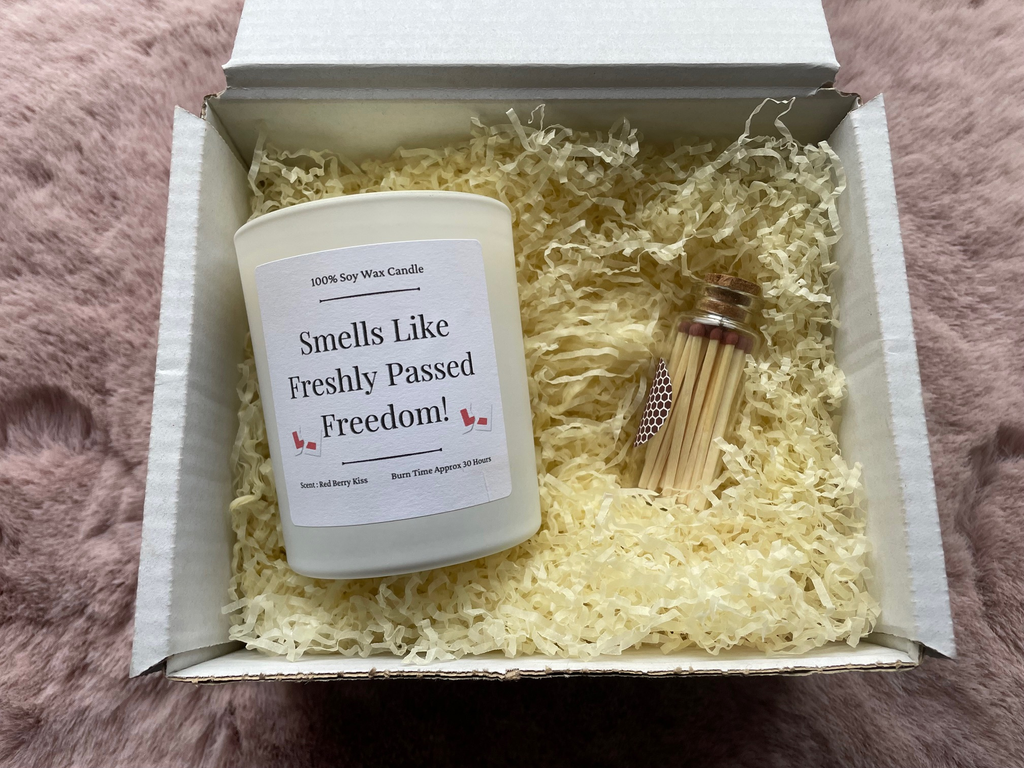 100% Soy Wax Candle
Smells Like
Freshly Passed
Freedom!
Scent : Red Berry Kiss Burn Time Approx 30 Hours